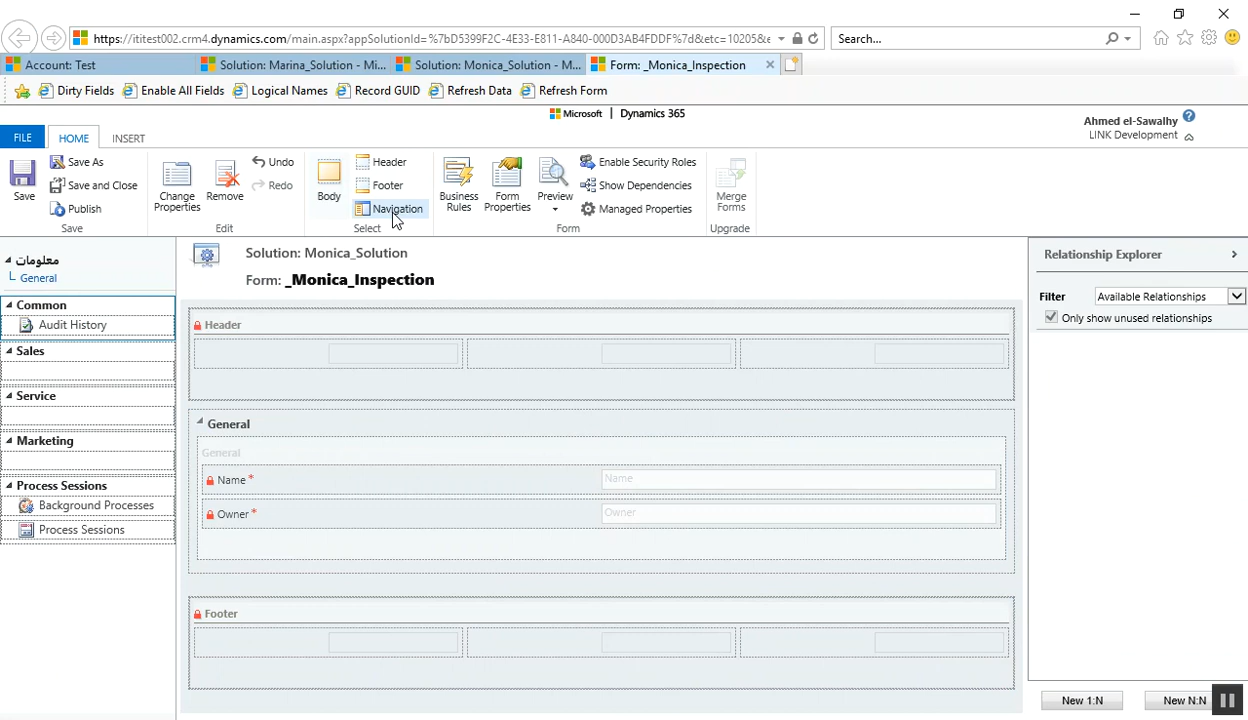 https://ititest002.crm4.dynamics.com/main.aspx?appSolutionId=%7bD5399F2C-4E33-E811-A840-000D3AB4FDDF%7d&etc=10205&e
Search...
Account: Test
Solution: Marina_Solution - Mi...
Solution: Monica_Solution - M...
Form: _Monica_Inspection
Dirty Fields
Enable All Fields
Logical Names
Record GUID
Refresh Data
Refresh Form
Microsoft | Dynamics 365
Ahmed el-Sawalhy
LINK Development
FILE
HOME
INSERT
Save
Save As
Save and Close
Publish
Save
Change Properties
Remove
Undo
Redo
Edit
Body
Header
Footer
Navigation
Select
Business Rules
Form Properties
Preview
Enable Security Roles
Show Dependencies
Managed Properties
Form
Merge Forms
Upgrade
معلومات
General
Common
Audit History
Sales
Service
Marketing
Process Sessions
Background Processes
Process Sessions
Solution: Monica_Solution
Form: _Monica_Inspection
Header
General
General
Name *
Name
Owner *
Owner
Footer
Relationship Explorer
Filter
Available Relationships
Only show unused relationships
New 1:N
New N:N